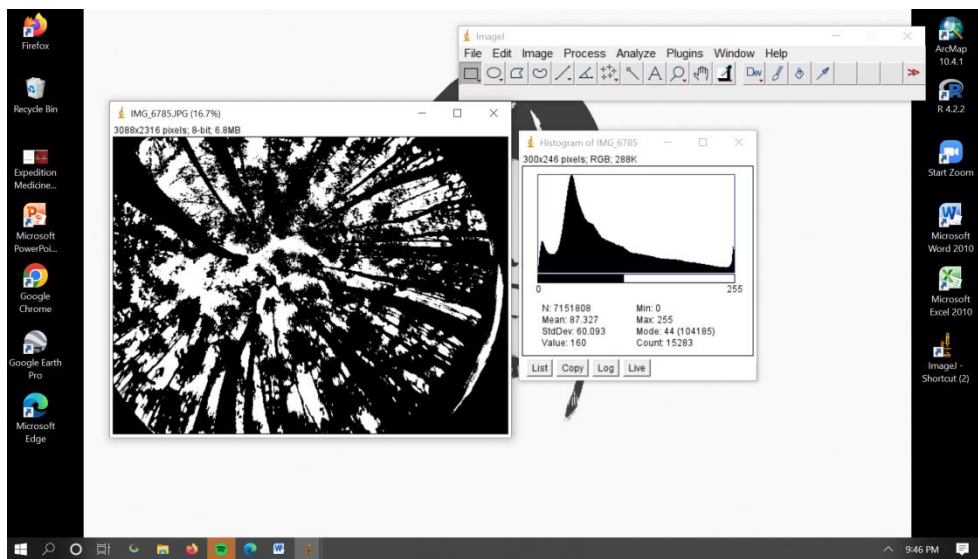 Firefox
Recycle Bin
Expedition
Medicine...
Microsoft
PowerPoi...
Google
Chrome
Google Earth
Pro
Microsoft
Edge
ImageJ
File Edit Image Process Analyze Plugins Window Help
Dev
IMG_6785.JPG (16.7%)
3088x2316 pixels; 8-bit; 6.8MB
Histogram of IMG_6785
300x246 pixels; RGB; 288K
0 255
N: 7151808 Min: 0
Mean: 87.327 Max: 255
StdDev: 60.093 Mode: 44 (104185)
Value: 160 Count: 15283
List Copy Log Live
ArcMap
10.4.1
R 4.2.2
Start Zoom
Microsoft
Word 2010
Microsoft
Excel 2010
ImageJ -
Shortcut (2)
9:46 PM